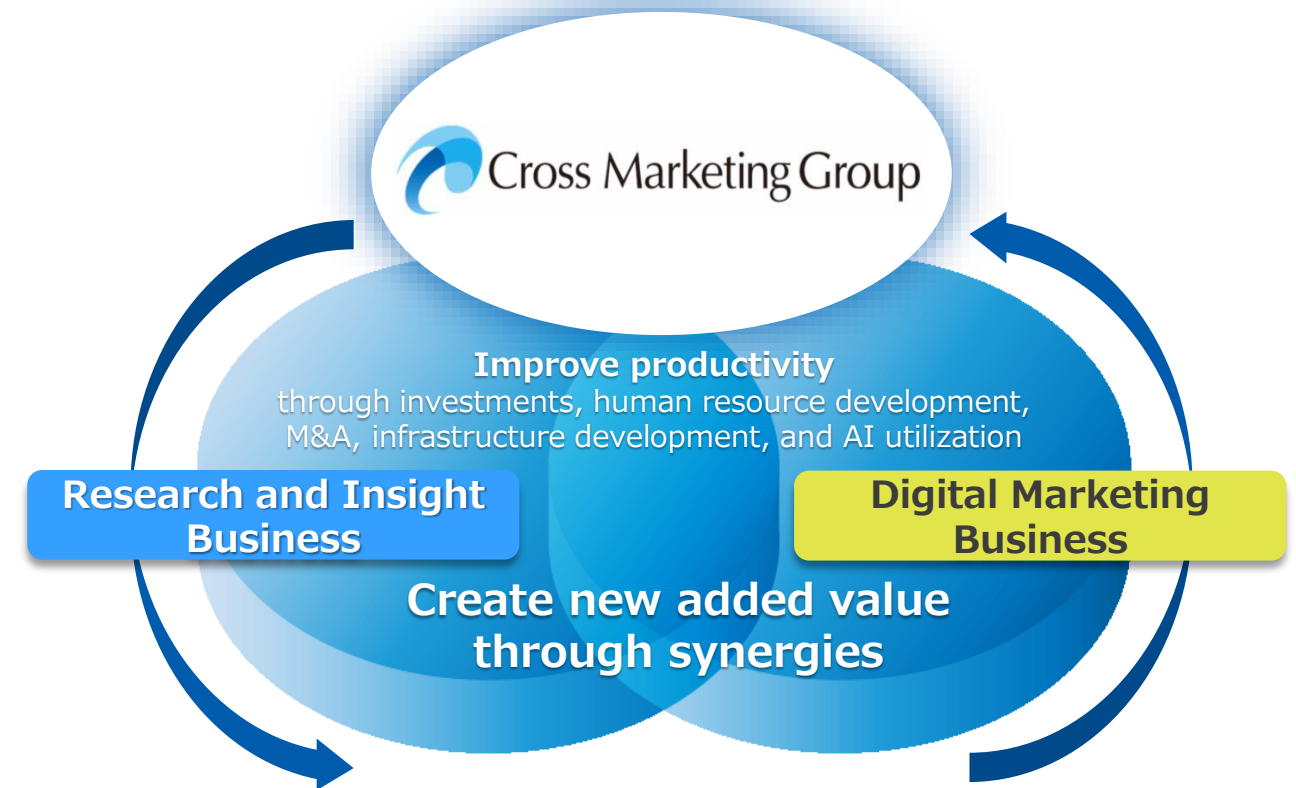 Cross Marketing Group
Improve productivity
through investments, human resource development,
M&A, infrastructure development, and AI utilization
Research and Insight
Business
Digital Marketing
Business
Create new added value
through synergies